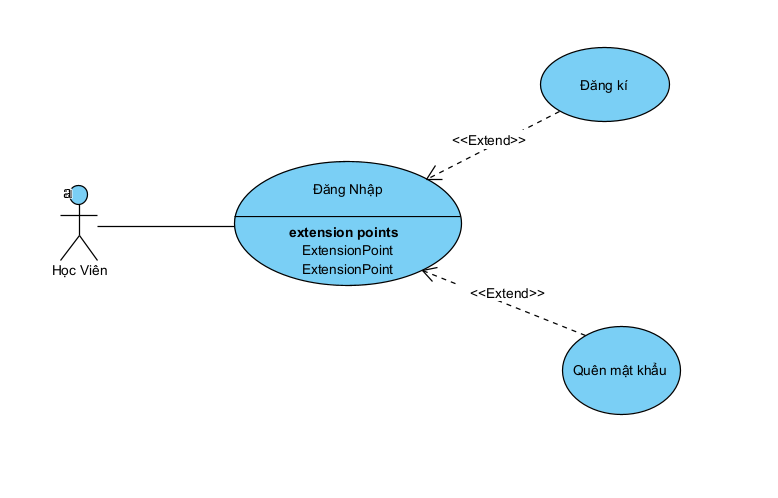 Đăng kí
<<Extend>>
a
Học Viên
Đăng Nhập
extension points
ExtensionPoint
ExtensionPoint
<<Extend>>
Quên mật khẩu